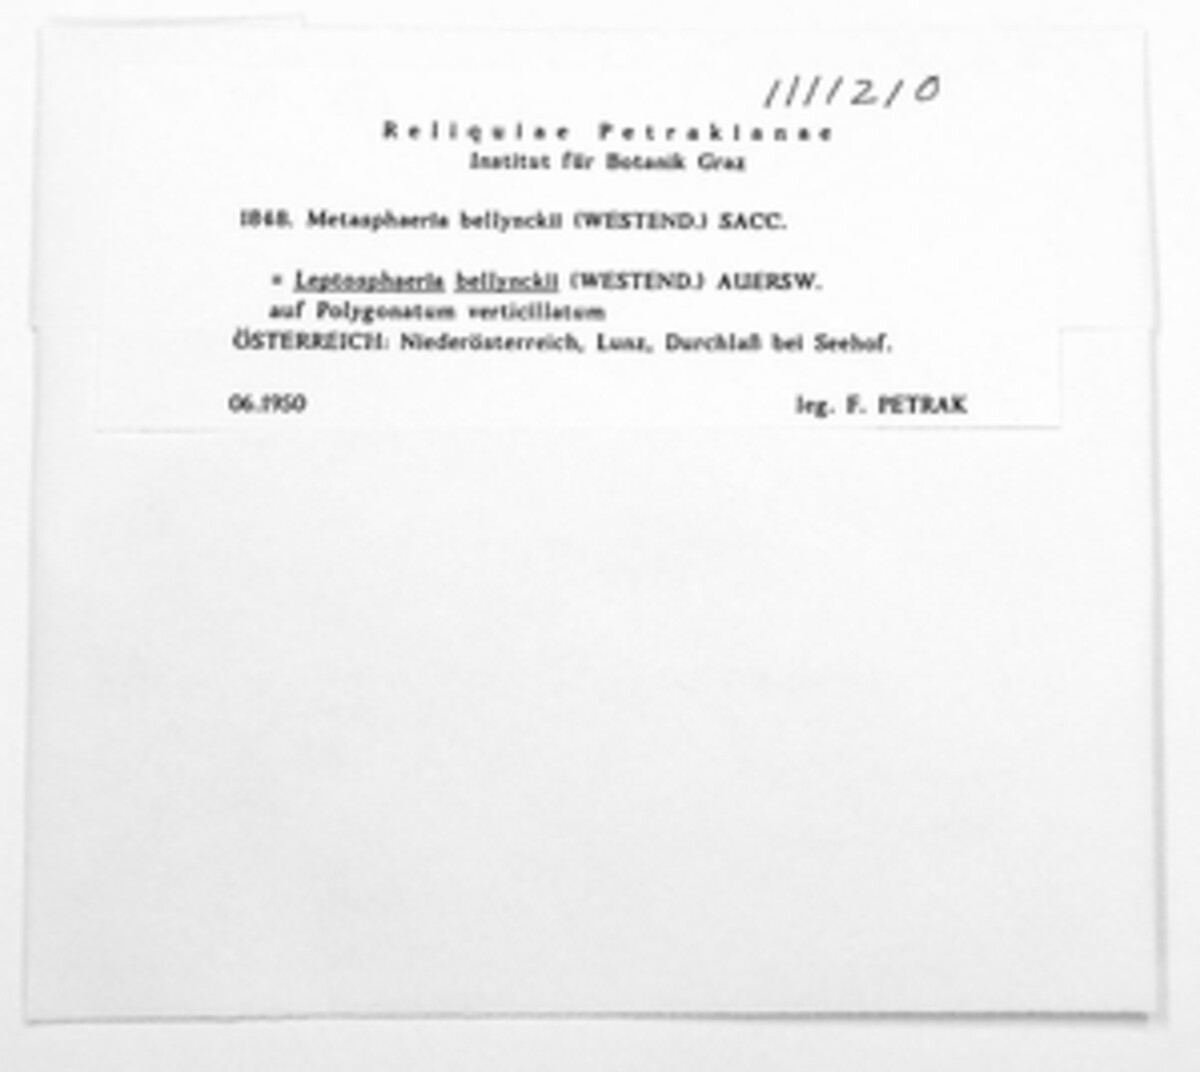 1111210
Reliquiae Petrakianae
Institut für Botanik Graz
1848. Metasphaeria bellynckii (WESTEND.) SACC.
= Leptosphaeria bellynckii (WESTEND.) AUERSW.
auf Polygonatum verticillatum
ÖSTERREICH: Niederösterreich, Lunz, Durchlaß bei Seehof.
06.1950 leg. F. PETRAK